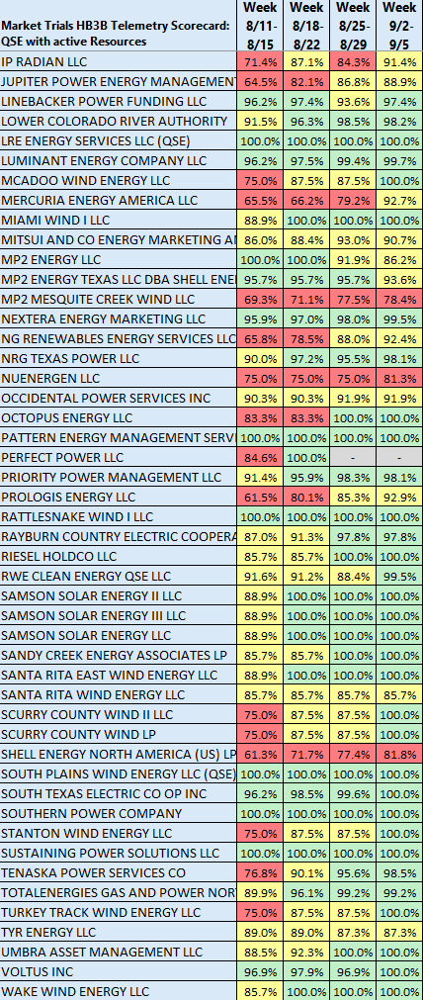 Week Week Week Week
Market Trials HB3B Telemetry Scorecard: 8/11- 8/18- 8/25- 9/2-
QSE with active Resources 8/15 8/22 8/29 9/5
IP RADIAN LLC 71.4% 87.1% 84.3% 91.4%
JUPITER POWER ENERGY MANAGEMENT 64.5% 82.1% 86.8% 88.9%
LINEBACKER POWER FUNDING LLC 96.2% 97.4% 93.6% 97.4%
LOWER COLORADO RIVER AUTHORITY 91.5% 96.3% 98.5% 98.2%
LRE ENERGY SERVICES LLC (QSE) 100.0% 100.0% 100.0% 100.0%
LUMINANT ENERGY COMPANY LLC 96.2% 97.5% 99.4% 99.7%
MCADOO WIND ENERGY LLC 75.0% 87.5% 87.5% 100.0%
MERCURIA ENERGY AMERICA LLC 65.5% 66.2% 79.2% 92.7%
MIAMI WIND I LLC 88.9% 100.0% 100.0% 100.0%
MITSUI AND CO ENERGY MARKETING AN 86.0% 88.4% 93.0% 90.7%
MP2 ENERGY LLC 100.0% 100.0% 91.9% 86.2%
MP2 ENERGY TEXAS LLC DBA SHELL ENE 95.7% 95.7% 95.7% 93.6%
MP2 MESQUITE CREEK WIND LLC 69.3% 71.1% 77.5% 78.4%
NEXTERA ENERGY MARKETING LLC 95.9% 97.0% 98.0% 99.5%
NG RENEWABLES ENERGY SERVICES LLC 65.8% 78.5% 88.0% 92.4%
NRG TEXAS POWER LLC 90.0% 97.2% 95.5% 98.1%
NUENERGEN LLC 75.0% 75.0% 75.0% 81.3%
OCCIDENTAL POWER SERVICES INC 90.3% 90.3% 91.9% 91.9%
OCTOPUS ENERGY LLC 83.3% 83.3% 100.0% 100.0%
PATTERN ENERGY MANAGEMENT SERVI 100.0% 100.0% 100.0% 100.0%
PERFECT POWER LLC 84.6% 100.0% - -
PRIORITY POWER MANAGEMENT LLC 91.4% 95.9% 98.3% 98.1%
PROLOGIS ENERGY LLC 61.5% 80.1% 85.3% 92.9%
RATTLESNAKE WIND I LLC 100.0% 100.0% 100.0% 100.0%
RAYBURN COUNTRY ELECTRIC COOPERA 87.0% 91.3% 97.8% 97.8%
RIESEL HOLDCO LLC 85.7% 85.7% 100.0% 100.0%
RWE CLEAN ENERGY QSE LLC 91.6% 91.2% 88.4% 99.5%
SAMSON SOLAR ENERGY II LLC 88.9% 100.0% 100.0% 100.0%
SAMSON SOLAR ENERGY III LLC 88.9% 100.0% 100.0% 100.0%
SAMSON SOLAR ENERGY LLC 88.9% 100.0% 100.0% 100.0%
SANDY CREEK ENERGY ASSOCIATES LP 85.7% 85.7% 100.0% 100.0%
SANTA RITA EAST WIND ENERGY LLC 88.9% 100.0% 100.0% 100.0%
SANTA RITA WIND ENERGY LLC 85.7% 85.7% 85.7% 85.7%
SCURRY COUNTY WIND II LLC 75.0% 87.5% 87.5% 100.0%
SCURRY COUNTY WIND LP 75.0% 87.5% 87.5% 100.0%
SHELL ENERGY NORTH AMERICA (US) LP 61.3% 71.7% 77.4% 81.8%
SOUTH PLAINS WIND ENERGY LLC (QSE) 100.0% 100.0% 100.0% 100.0%
SOUTH TEXAS ELECTRIC CO OP INC 96.2% 98.5% 99.6% 100.0%
SOUTHERN POWER COMPANY 100.0% 100.0% 100.0% 100.0%
STANTON WIND ENERGY LLC 75.0% 87.5% 87.5% 100.0%
SUSTAINING POWER SOLUTIONS LLC 100.0% 100.0% 100.0% 100.0%
TENASKA POWER SERVICES CO 76.8% 90.1% 95.6% 98.5%
TOTALENERGIES GAS AND POWER NOR 89.9% 96.1% 99.2% 99.2%
TURKEY TRACK WIND ENERGY LLC 75.0% 87.5% 87.5% 100.0%
TYR ENERGY LLC 89.0% 89.0% 87.3% 87.3%
UMBRA ASSET MANAGEMENT LLC 88.5% 92.3% 100.0% 100.0%
VOLTUS INC 96.9% 97.9% 96.9% 100.0%
WAKE WIND ENERGY LLC 85.7% 100.0% 100.0% 100.0%